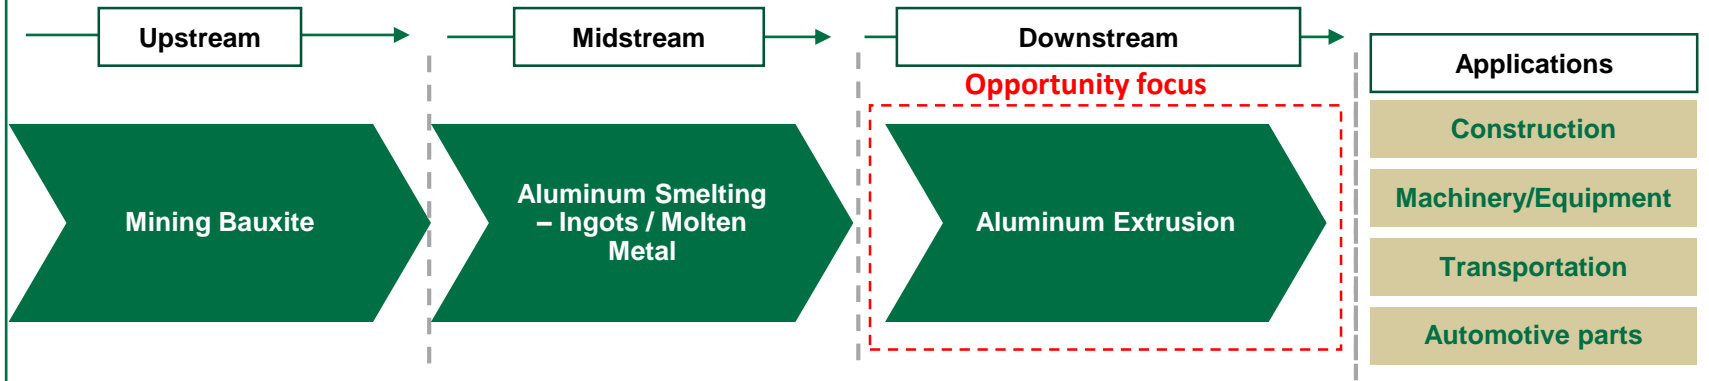 Upstream
Midstream
Downstream
Applications
Opportunity focus
Mining Bauxite
Aluminum Smelting
– Ingots / Molten
Metal
Aluminum Extrusion
Construction
Machinery/Equipment
Transportation
Automotive parts